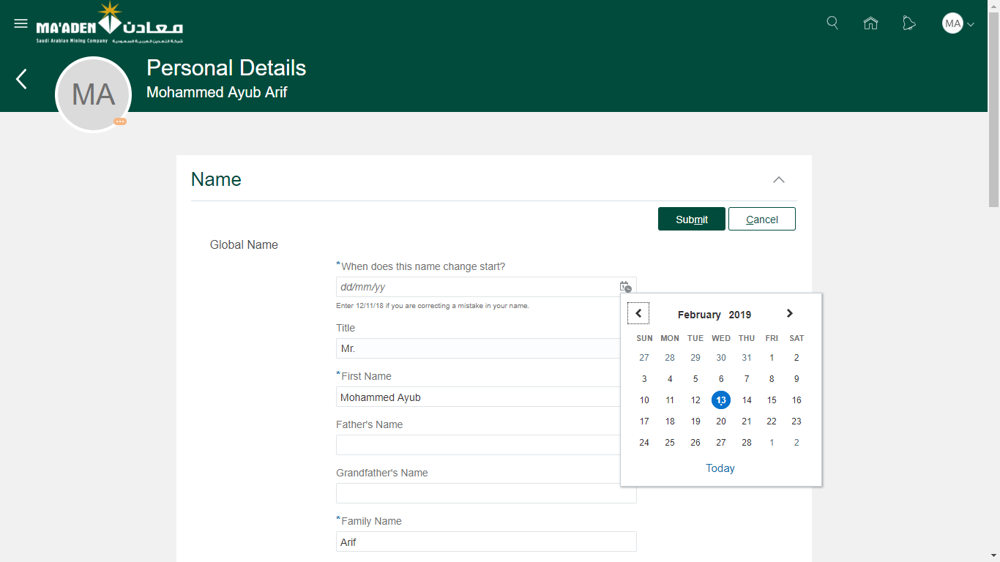 MA'ADEN معادن
Saudi Arabian Mining Company شركة التعدين العربية السعودية
MA
MA
Personal Details
Mohammed Ayub Arif
Name
Submit Cancel
Global Name
*When does this name change start?
dd/mm/yy
Enter 12/11/18 if you are correcting a mistake in your name.
Title
Mr.
*First Name
Mohammed Ayub
Father's Name
Grandfather's Name
*Family Name
Arif
February 2019
SUN MON TUE WED THU FRI SAT
27 28 29 30 31 1 2
3 4 5 6 7 8 9
10 11 12 13 14 15 16
17 18 19 20 21 22 23
24 25 26 27 28 1 2
Today